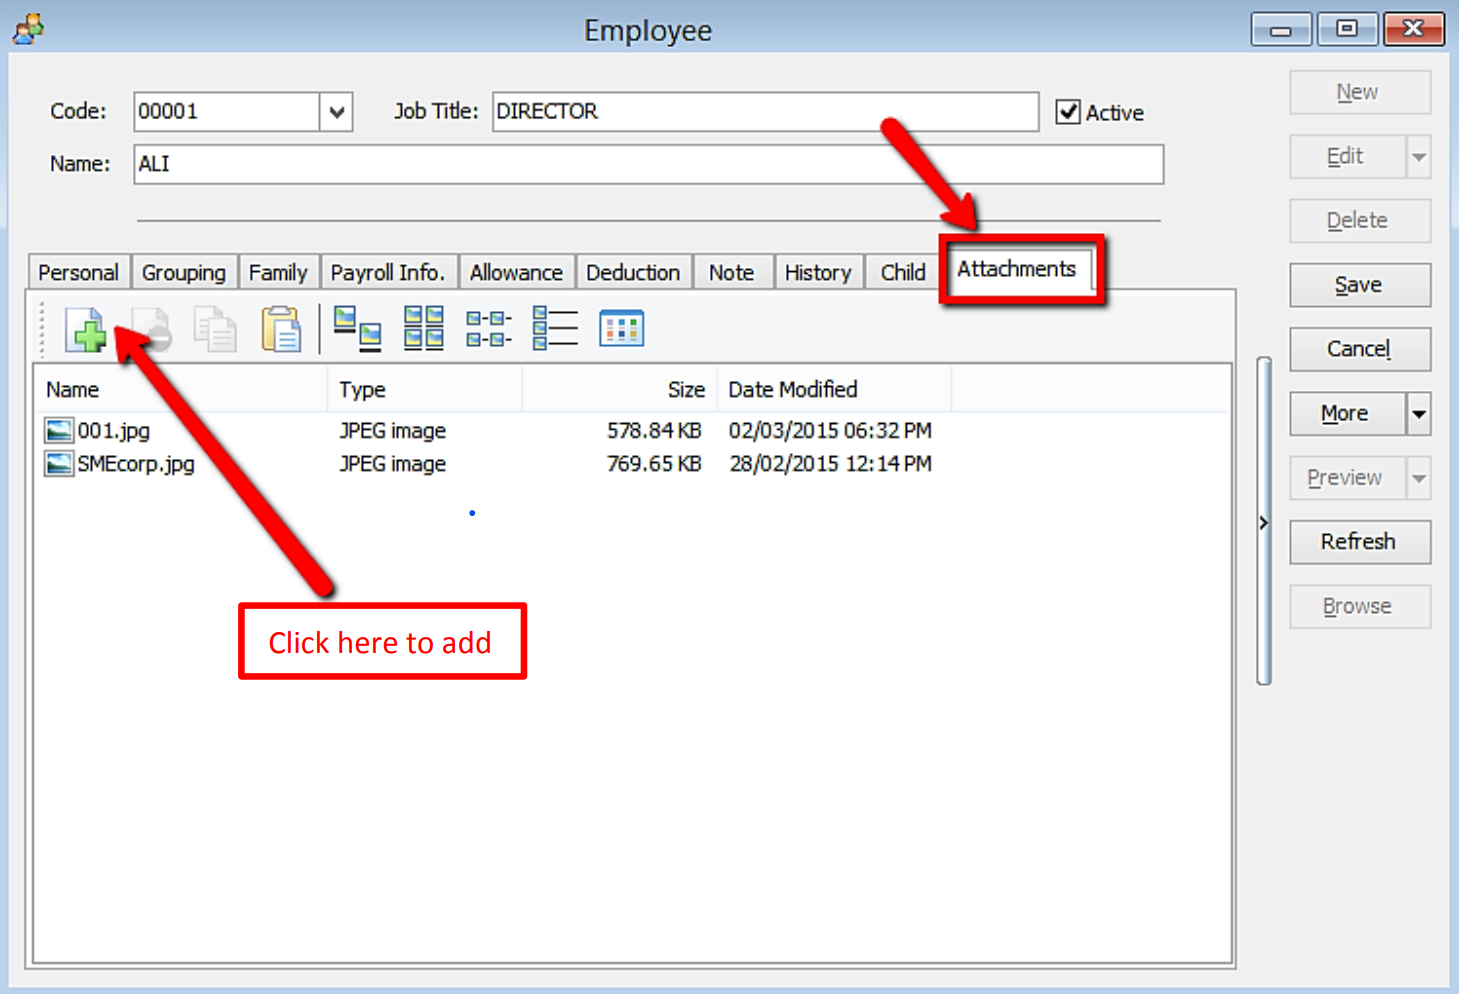 Employee
Code: 00001 Job Title: DIRECTOR Active New
Name: ALI Edit
Delete
Personal Grouping Family Payroll Info. Allowance Deduction Note History Child Attachments
Save
Cancel
Name Type Size Date Modified
More
001.jpg JPEG image 578.84 KB 02/03/2015 06:32 PM
SMEcorp.jpg JPEG image 769.65 KB 28/02/2015 12:14 PM
Preview
Refresh
Browse
Click here to add